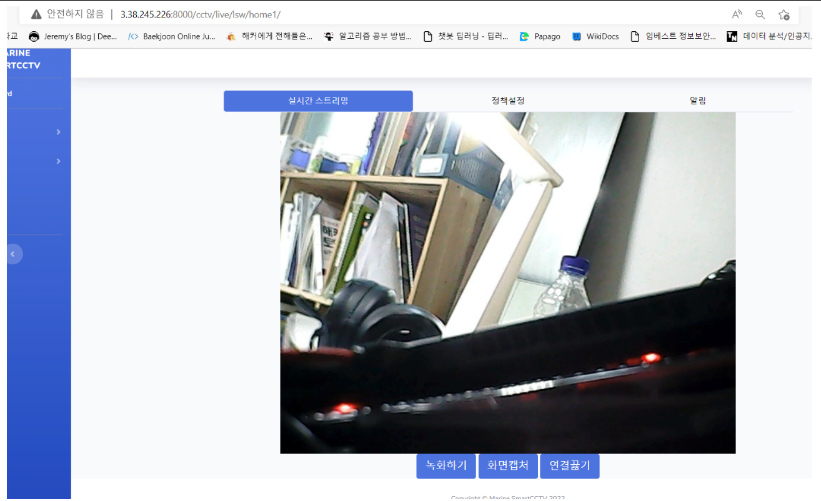 안전하지 않음 | 3.38.245.226:8000/cctv/live/lsw/home1/
Jeremy's Blog | Dee... Baekjoon Online Ju... 해커에게 전해들은... 알고리즘 공부 방법... 챗봇 딥러닝 - 딥러... Papago WikiDocs 임베스트 정보보안... 데이터 분석/인공지.
ARINE
RTCCTV
rd
실시간 스트리밍 정책설정 알림
녹화하기 화면캡처 연결끊기
Copyright © Marine SmartCCTV 2022